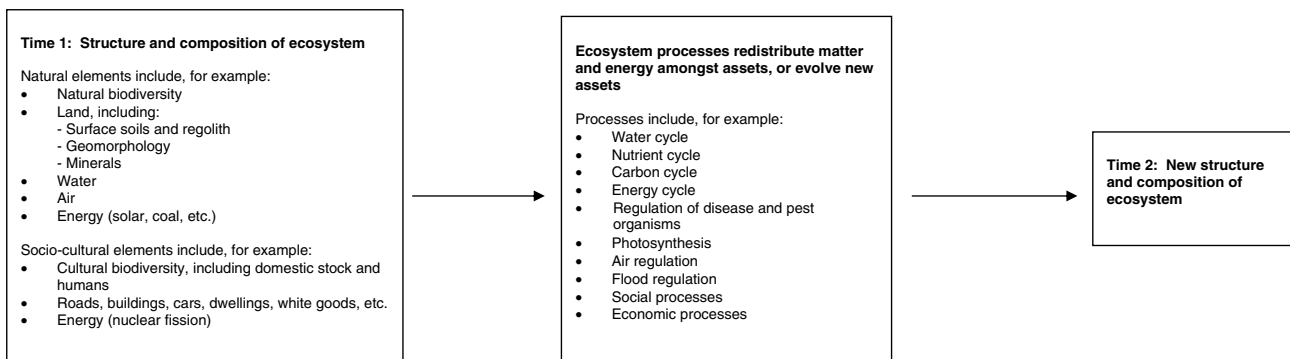 Time 1: Structure and composition of ecosystem
Natural elements include, for example:
• Natural biodiversity
• Land, including:
- Surface soils and regolith
- Geomorphology
- Minerals
• Water
• Air
• Energy (solar, coal, etc.)
Socio-cultural elements include, for example:
• Cultural biodiversity, including domestic stock and
humans
• Roads, buildings, cars, dwellings, white goods, etc.
• Energy (nuclear fission)
Ecosystem processes redistribute matter
and energy amongst assets, or evolve new
assets
Processes include, for example:
• Water cycle
• Nutrient cycle
• Carbon cycle
• Energy cycle
• Regulation of disease and pest
organisms
• Photosynthesis
• Air regulation
• Flood regulation
• Social processes
• Economic processes
Time 2: New structure
and composition of
ecosystem